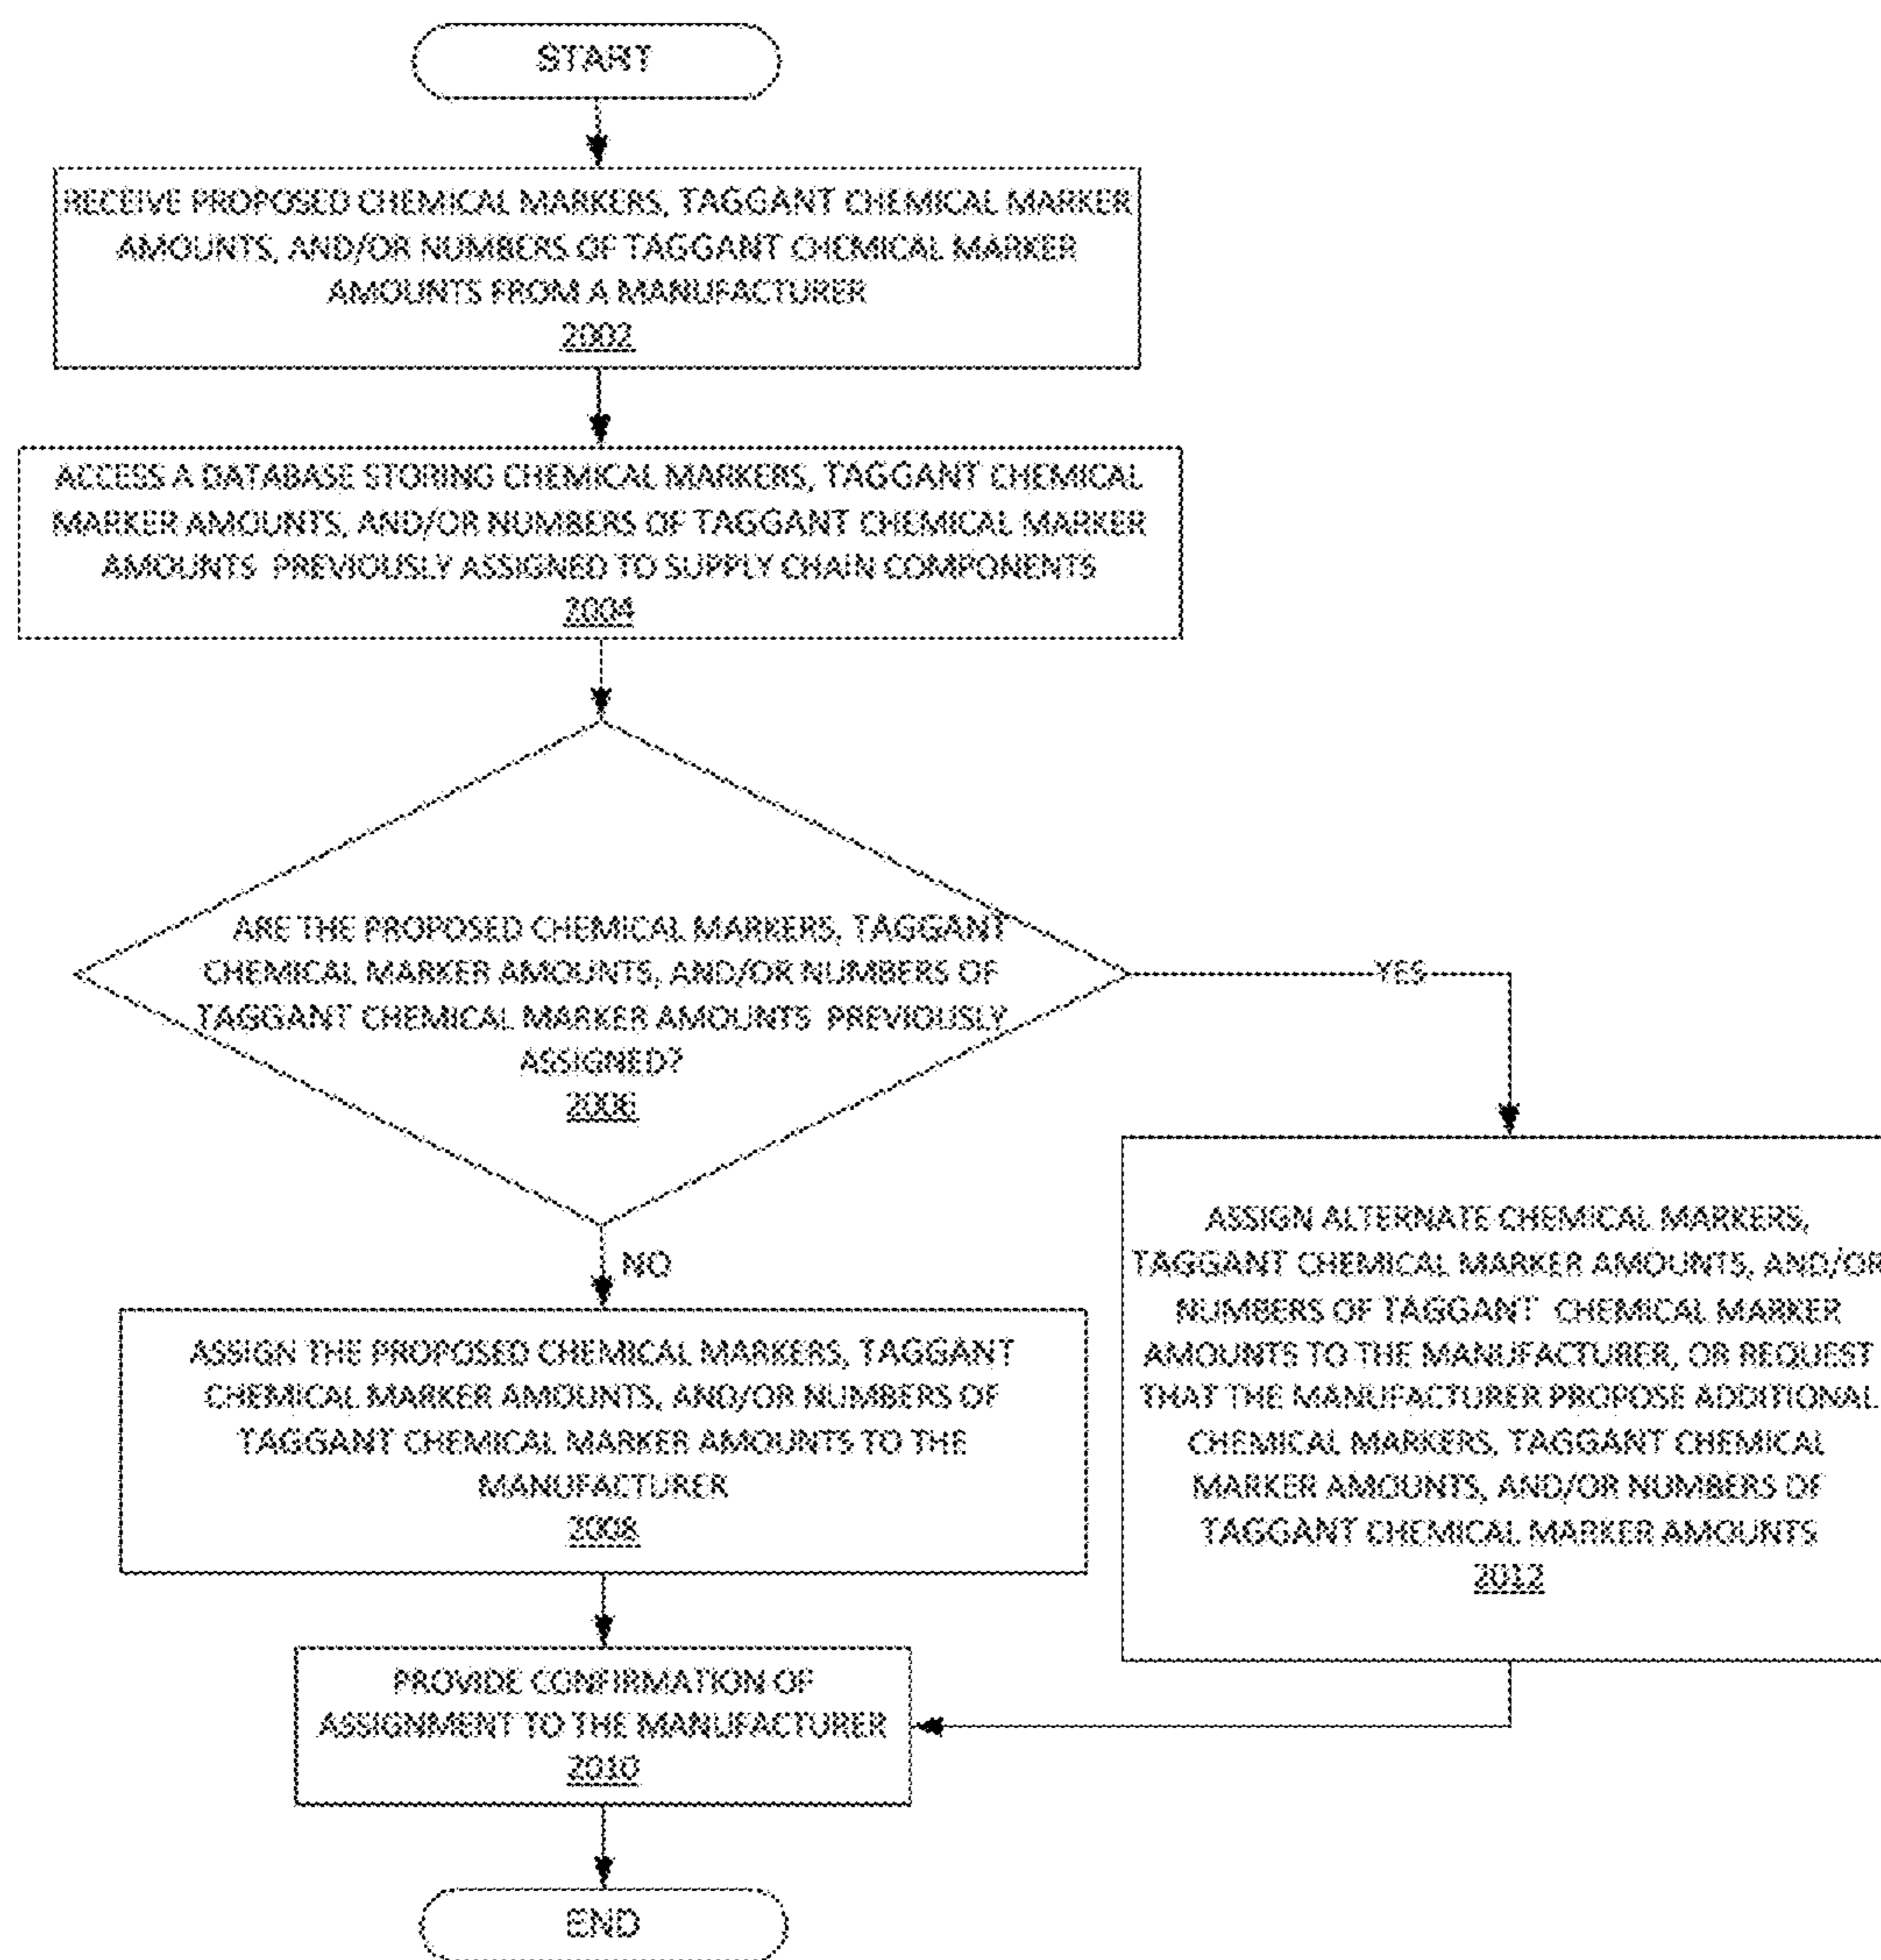 START
RECEIVE PROPOSED CHEMICAL MARKERS, TAGGANT CHEMICAL MARKER
AMOUNTS, AND/OR NUMBERS OF TAGGANT CHEMICAL MARKER
AMOUNTS FROM A MANUFACTURER
2002
ACCESS A DATABASE STORING CHEMICAL MARKERS, TAGGANT CHEMICAL
MARKER AMOUNTS, AND/OR NUMBERS OF TAGGANT CHEMICAL MARKER
AMOUNTS PREVIOUSLY ASSIGNED TO SUPPLY CHAIN COMPONENTS
2004
ARE THE PROPOSED CHEMICAL MARKERS, TAGGANT
CHEMICAL MARKER AMOUNTS, AND/OR NUMBERS OF
TAGGANT CHEMICAL MARKER AMOUNTS PREVIOUSLY
ASSIGNED?
2006
YES
NO
ASSIGN THE PROPOSED CHEMICAL MARKERS, TAGGANT
CHEMICAL MARKER AMOUNTS, AND/OR NUMBERS OF
TAGGANT CHEMICAL MARKER AMOUNTS TO THE
MANUFACTURER
2008
ASSIGN ALTERNATE CHEMICAL MARKERS,
TAGGANT CHEMICAL MARKER AMOUNTS, AND/OR
NUMBERS OF TAGGANT CHEMICAL MARKER
AMOUNTS TO THE MANUFACTURER, OR REQUEST
THAT THE MANUFACTURER PROPOSE ADDITIONAL
CHEMICAL MARKERS, TAGGANT CHEMICAL
MARKER AMOUNTS, AND/OR NUMBERS OF
TAGGANT CHEMICAL MARKER AMOUNTS
2012
PROVIDE CONFIRMATION OF
ASSIGNMENT TO THE MANUFACTURER
2010
END